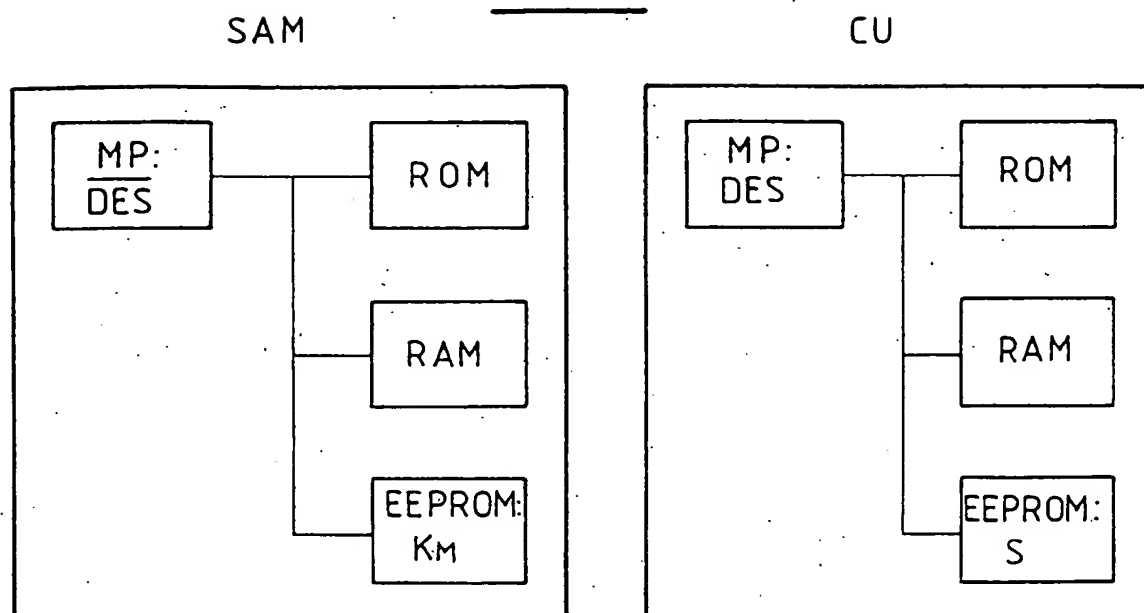 SAM
MP:
DES
ROM
RAM
EEPROM:
KM
CU
MP:
DES
ROM
RAM
EEPROM:
S